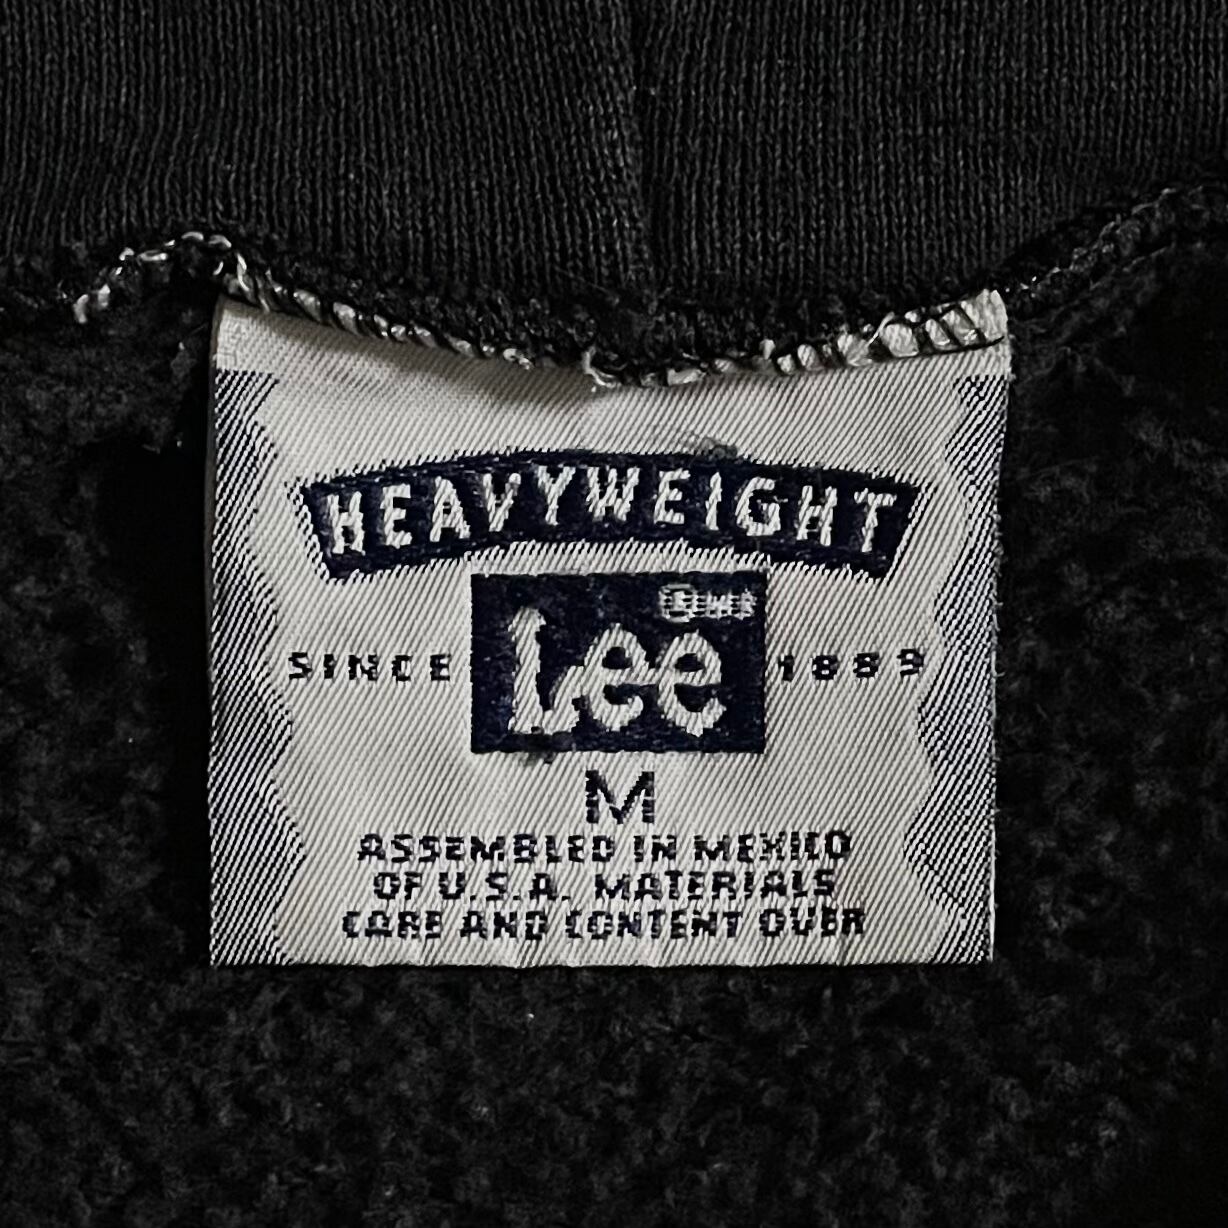 HEAVYWEIGHT
Lee
SINCE 1889
M
ASSEMBLED IN MEXICO
OF U.S.A. MATERIALS
CARE AND CONTENT OVER